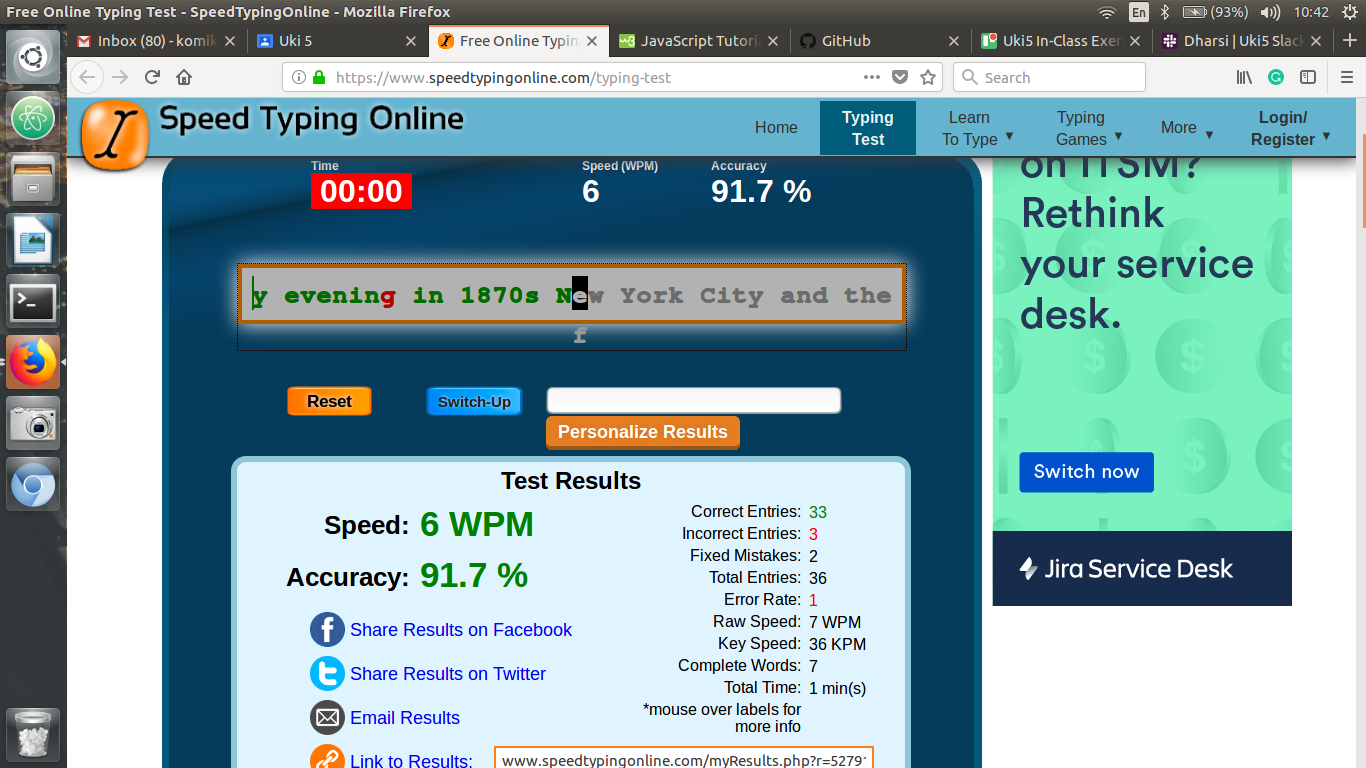 Free Online Typing Test - SpeedTypingOnline - Mozilla Firefox
En
(93%)
10:42
Inbox (80) - komik
Uki 5
Free Online Typin
JavaScript Tutoria
GitHub
Uki5 In-Class Exer
Dharsi | Uki5 Slac
https://www.speedtypingonline.com/typing-test
Search
Speed Typing Online
Home
Typing Test
Learn To Type
Typing Games
More
Login/ Register
Time
Speed (WPM)
Accuracy
00:00
6
91.7 %
y evening in 1870s New York City and the
f
Reset
Switch-Up
Personalize Results
Test Results
Speed: 6 WPM
Accuracy: 91.7 %
Share Results on Facebook
Share Results on Twitter
Email Results
Link to Results:
www.speedtypingonline.com/myResults.php?r=5279
Correct Entries: 33
Incorrect Entries: 3
Fixed Mistakes: 2
Total Entries: 36
Error Rate: 1
Raw Speed: 7 WPM
Key Speed: 36 KPM
Complete Words: 7
Total Time: 1 min(s)
*mouse over labels for
more info
on ITSM?
Rethink
your service
desk.
Switch now
Jira Service Desk